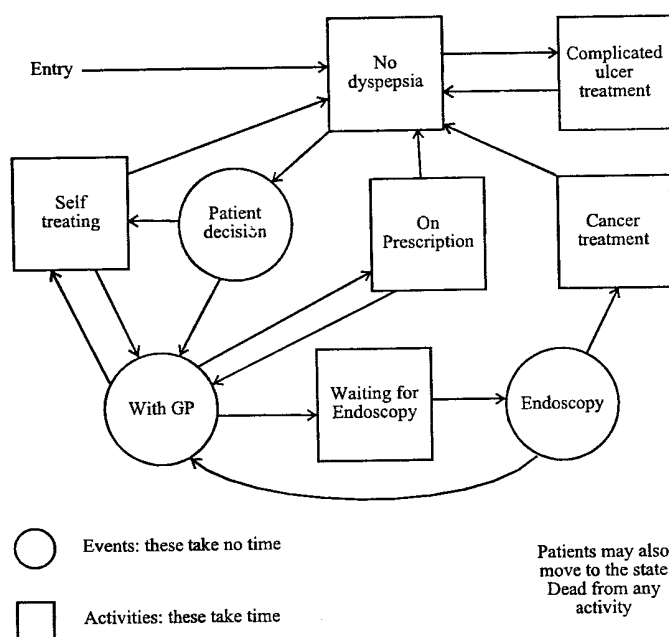 Entry
No
dyspepsia
Complicated
ulcer
treatment
Self
treating
Patient
decision
On
Prescription
Cancer
treatment
With GP
Waiting for
Endoscopy
Endoscopy
Events: these take no time
Activities: these take time
Patients may also
move to the state
Dead from any
activity